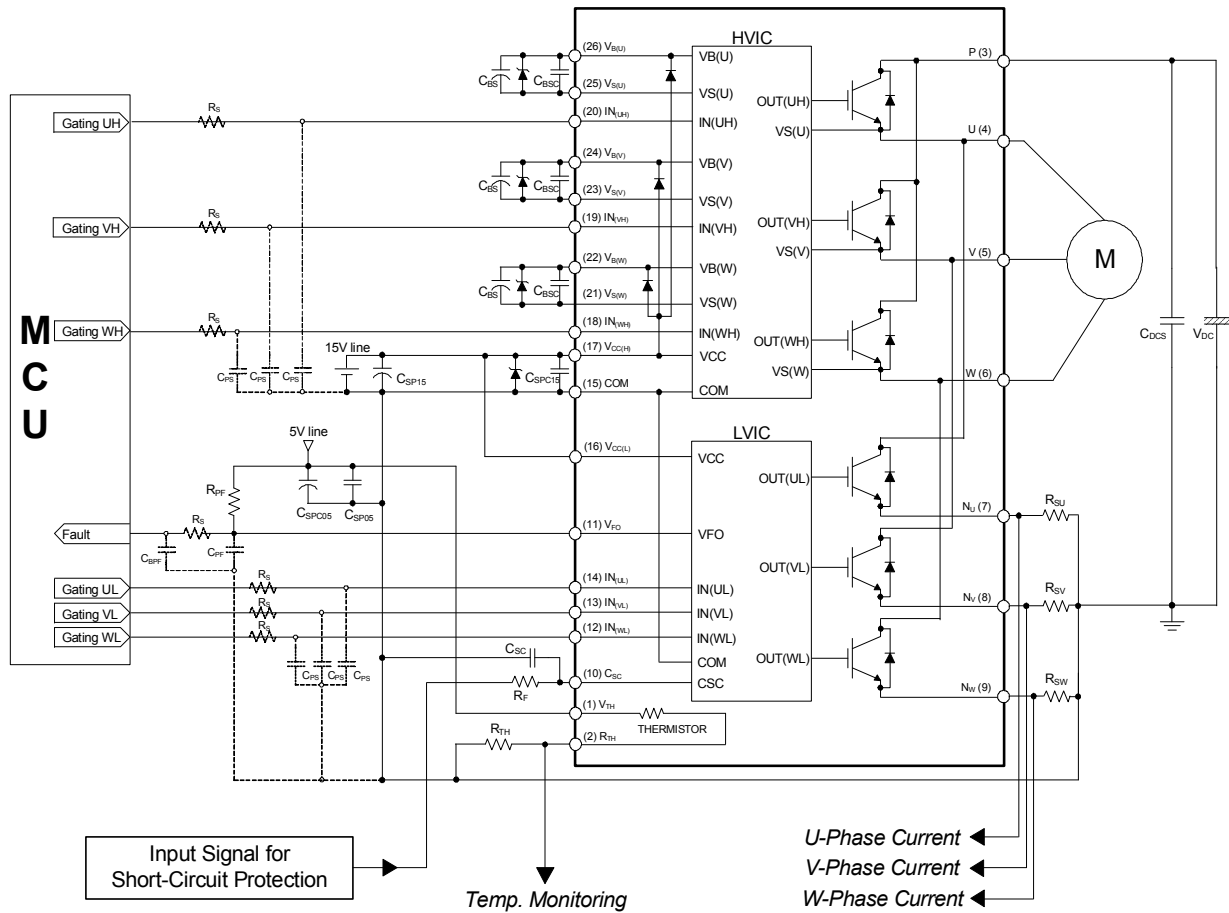 HVIC
(26) VB(U)
VB(U)
P (3)
CBS
CBSC
(25) VS(U)
VS(U)
OUT(UH)
RS
Gating UH
(20) IN(UH)
IN(UH)
VS(U)
U (4)
(24) VB(V)
VB(V)
CBS
CBSC
(23) VS(V)
VS(V)
RS
OUT(VH)
Gating VH
(19) IN(VH)
IN(VH)
VS(V)
V (5)
M
(22) VB(W)
VB(W)
CBS
CBSC
(21) VS(W)
VS(W)
MCU
RS
Gating WH
(18) IN(WH)
IN(WH)
OUT(WH)
CDCS
VDC
15V line
(17) VCC(H)
VCC
VS(W)
W (6)
CPS
CPS
CPS
CSP15
CSPC15
(15) COM
COM
5V line
LVIC
(16) VCC(L)
VCC
OUT(UL)
RPF
CSPC05
CSP05
NU (7)
RSU
RS
Fault
(11) VFO
VFO
CBPF
CPF
OUT(VL)
RS
Gating UL
(14) IN(UL)
IN(UL)
RS
Gating VL
(13) IN(VL)
IN(VL)
NV (8)
RSV
RS
Gating WL
(12) IN(WL)
IN(WL)
CSC
COM
OUT(WL)
CPS
CPS
CPS
RF
(10) CSC
CSC
NW (9)
RSW
(1) VTH
THERMISTOR
RTH
(2) RTH
Input Signal for
Short-Circuit Protection
Temp. Monitoring
U-Phase Current
V-Phase Current
W-Phase Current